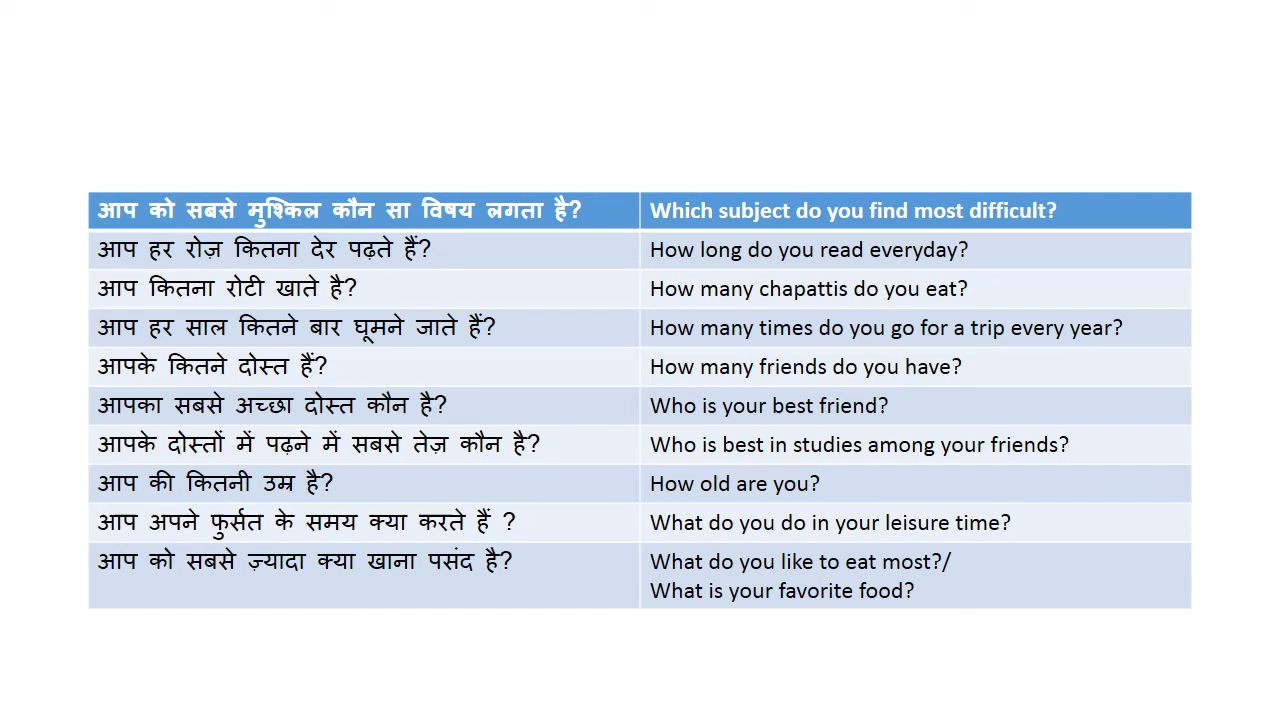 आप को सबसे मुश्किल कौन सा विषय लगता है? Which subject do you find most difficult?
आप हर रोज़ कितना देर पढ़ते हैं? How long do you read everyday?
आप कितना रोटी खाते है? How many chapattis do you eat?
आप हर साल कितने बार घूमने जाते हैं? How many times do you go for a trip every year?
आपके कितने दोस्त हैं? How many friends do you have?
आपका सबसे अच्छा दोस्त कौन है? Who is your best friend?
आपके दोस्तों में पढ़ने में सबसे तेज़ कौन है? Who is best in studies among your friends?
आप की कितनी उम्र है? How old are you?
आप अपने फुर्सत के समय क्या करते हैं ? What do you do in your leisure time?
आप को सबसे ज़्यादा क्या खाना पसंद है? What do you like to eat most?/
What is your favorite food?